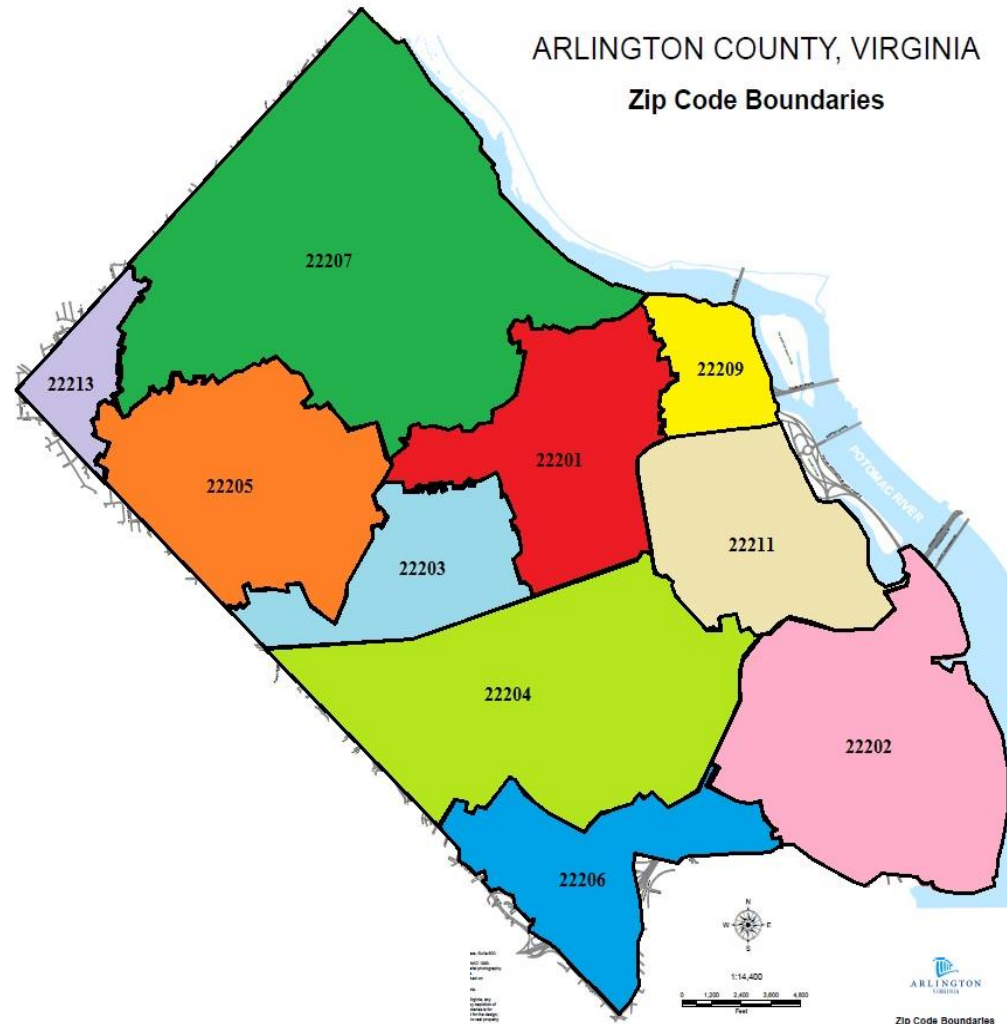 ARLINGTON COUNTY, VIRGINIA
Zip Code Boundaries
22207
22213
22209
22205
22201
POTOMAC RIVER
22211
22203
22204
22202
22206
N
W
E
S
1:14,400
0 1,200 2,400 3,600 4,800
Feet
ARLINGTON
VIRGINIA
Zip Code Boundaries